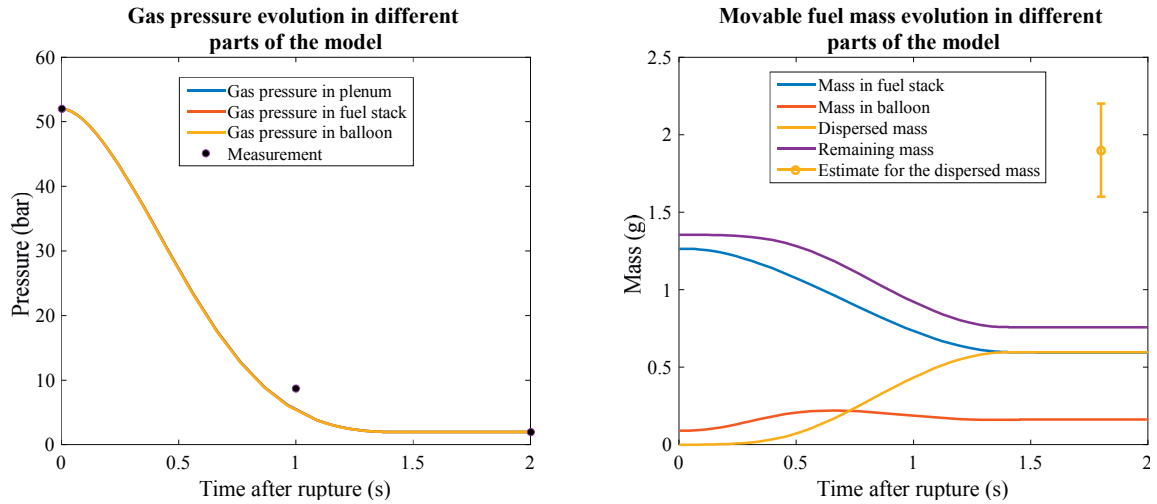 Gas pressure evolution in different
parts of the model
60
50
40
30
20
10
0
Pressure (bar)
Gas pressure in plenum
Gas pressure in fuel stack
Gas pressure in balloon
Measurement
0
0.5
1
1.5
2
Time after rupture (s)
Movable fuel mass evolution in different
parts of the model
2.5
2
1.5
1
0.5
0
Mass (g)
Mass in fuel stack
Mass in balloon
Dispersed mass
Remaining mass
Estimate for the dispersed mass
0
0.5
1
1.5
2
Time after rupture (s)